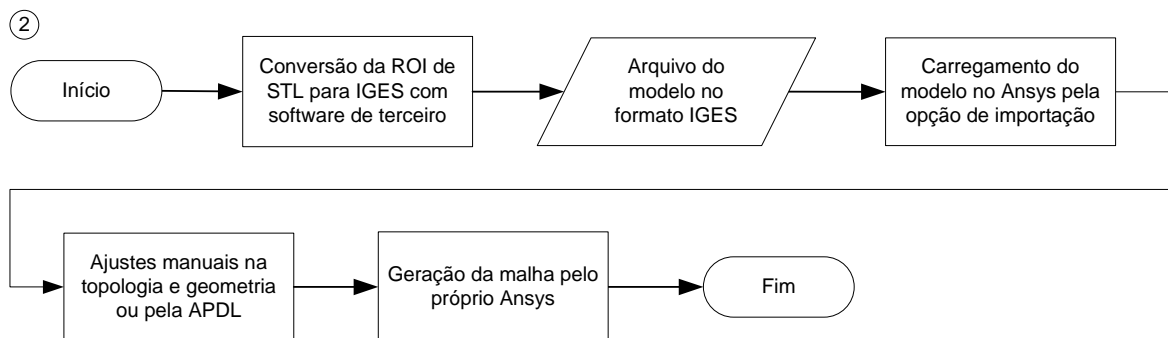 2
Início
Conversão da ROI de
STL para IGES com
software de terceiro
Arquivo do
modelo no
formato IGES
Carregamento do
modelo no Ansys pela
opção de importação
Ajustes manuais na
topologia e geometria
ou pela APDL
Geração da malha pelo
próprio Ansys
Fim